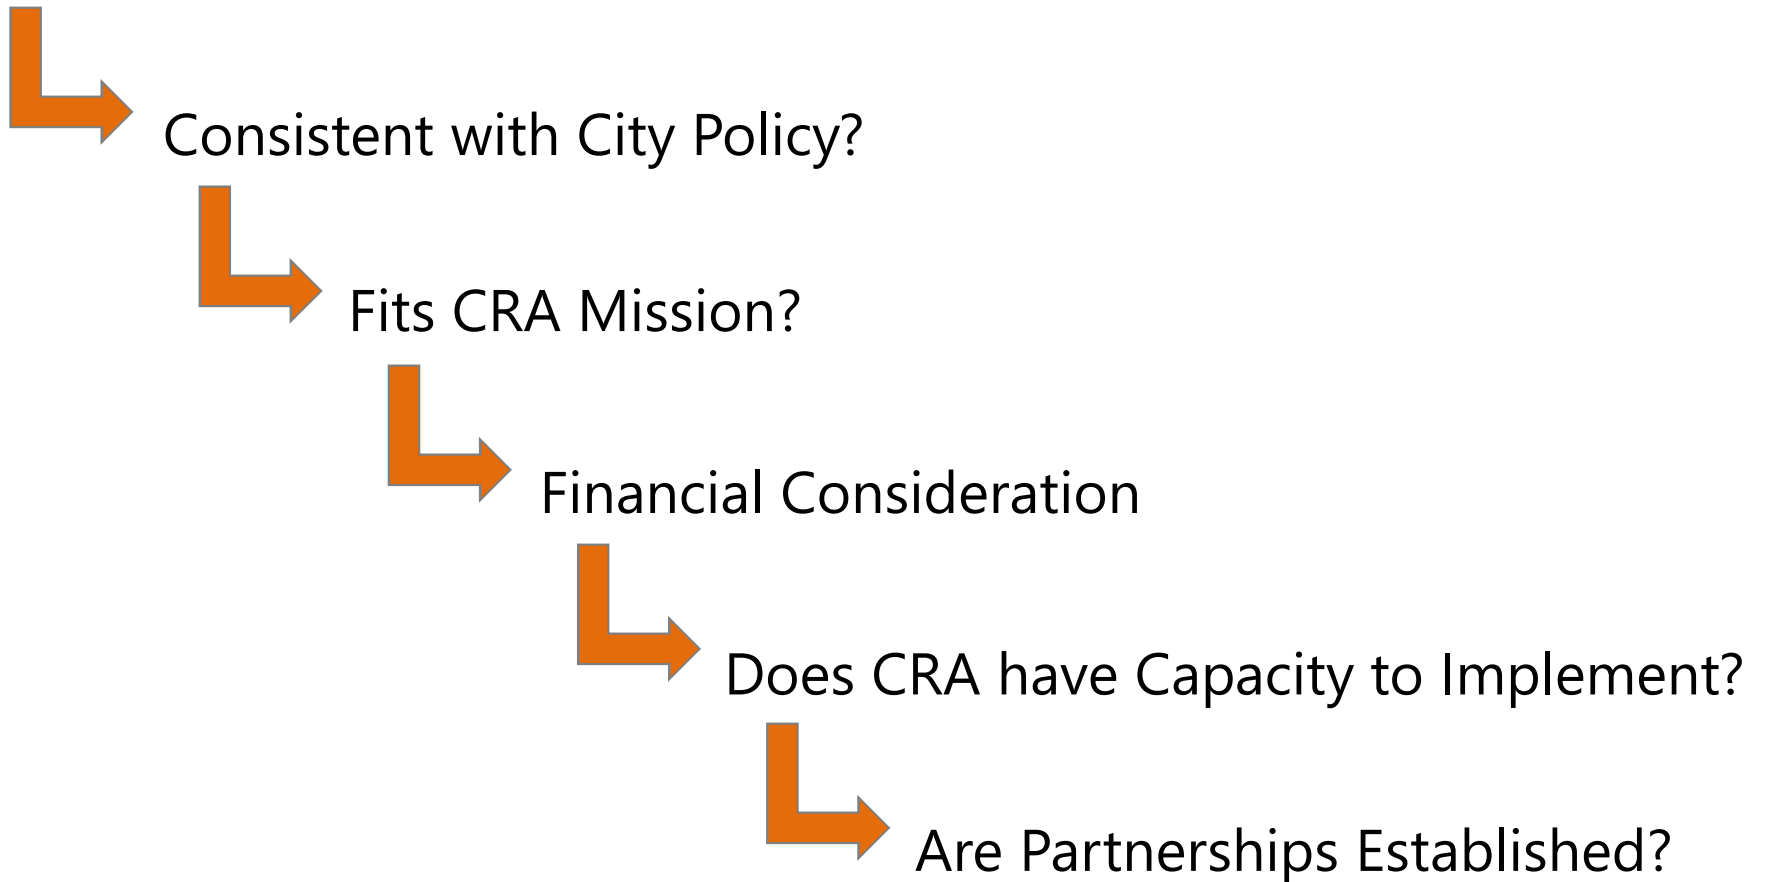 Consistent with City Policy?
Fits CRA Mission?
Financial Consideration
Does CRA have Capacity to Implement?
Are Partnerships Established?